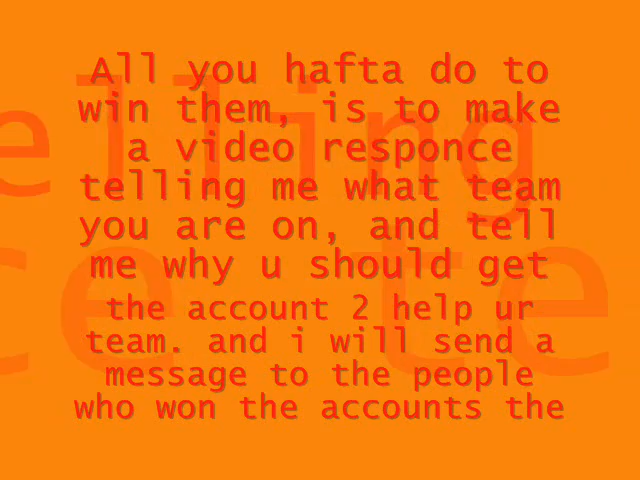 All you hafta do to
win them, is to make
a video responce
telling me what team
you are on, and tell
me why u should get
the account 2 help ur
team. and i will send a
message to the people
who won the accounts the